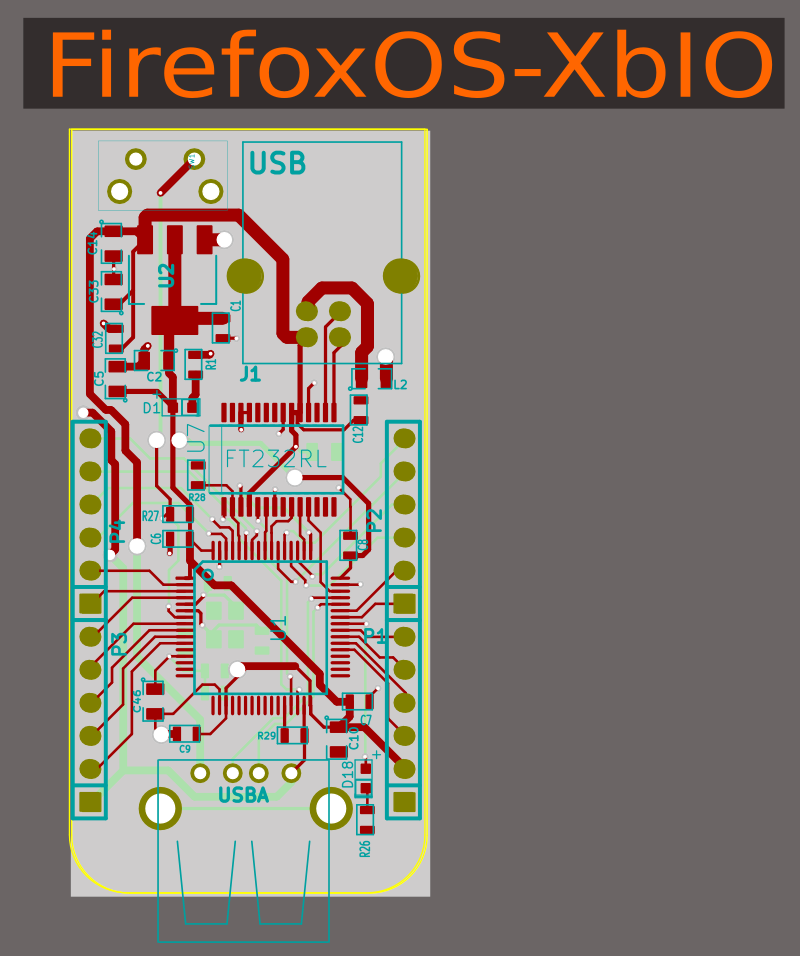 FirefoxOS-XbIO
USB
C14
U2
C33
C1
C32
C2
R1
C5
J1
L2
D1
C12
U7
FT232RL
R28
R27
P2
P4
C6
C8
U1
P1
P3
C46
C7
C9
R29
C10
+
D18
USBA
R26